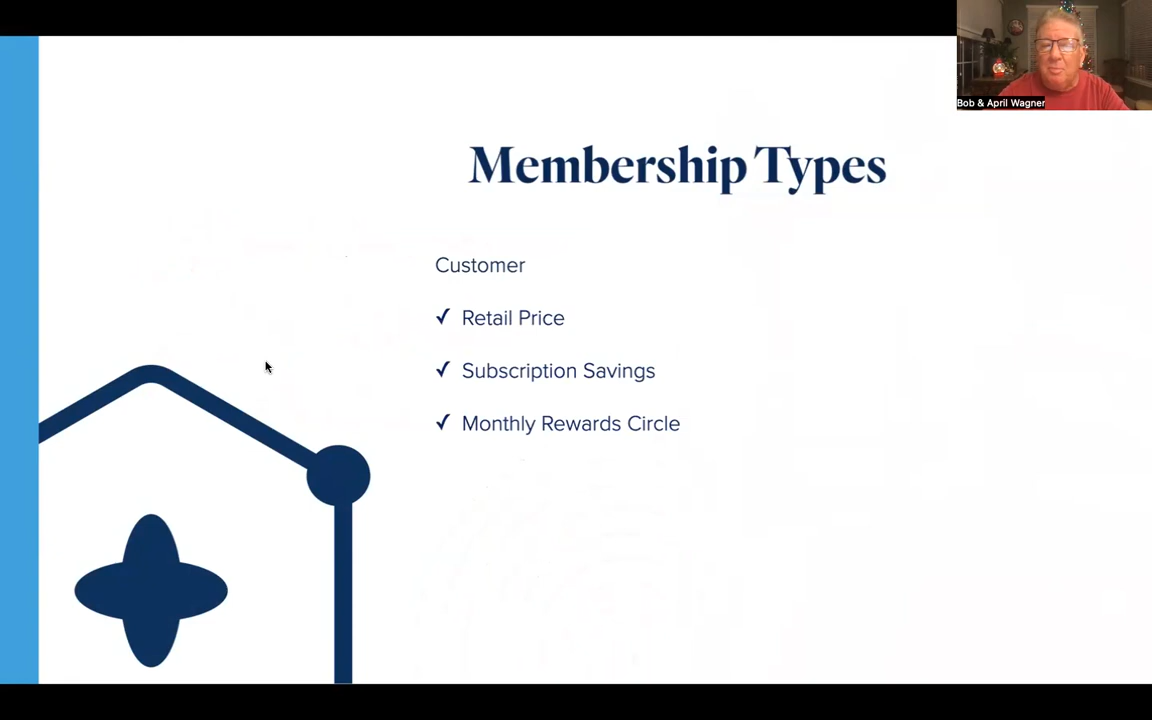 Bob & April Wagner
Membership Types
Customer
✓ Retail Price
✓ Subscription Savings
✓ Monthly Rewards Circle